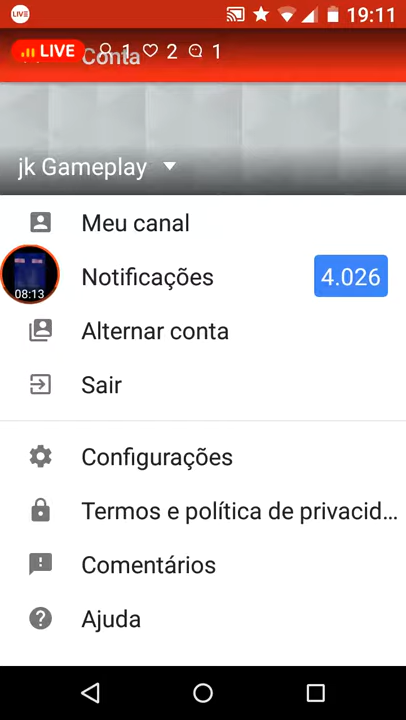 LIVE 19:11
LIVE 1 2 1
Conta
jk Gameplay
Meu canal
Notificações 4.026
08:13
Alternar conta
Sair
Configurações
Termos e política de privacid...
Comentários
Ajuda